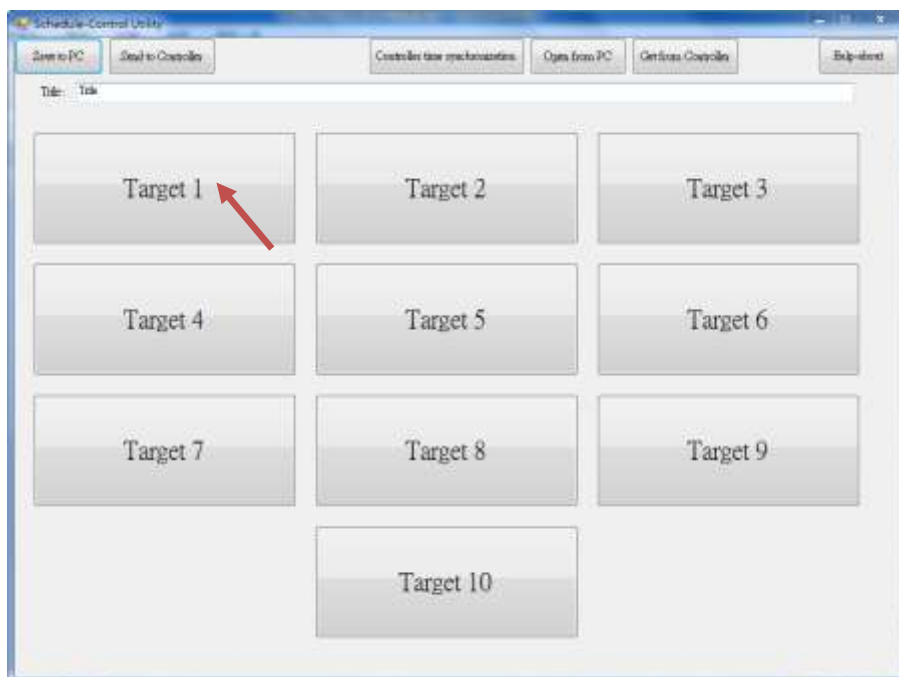 Schedule-Control Utility
Save to PC Send to Controller Controller time synchronization Open from PC Get from Controller Help-about
Title: Title
Target 1 Target 2 Target 3
Target 4 Target 5 Target 6
Target 7 Target 8 Target 9
Target 10